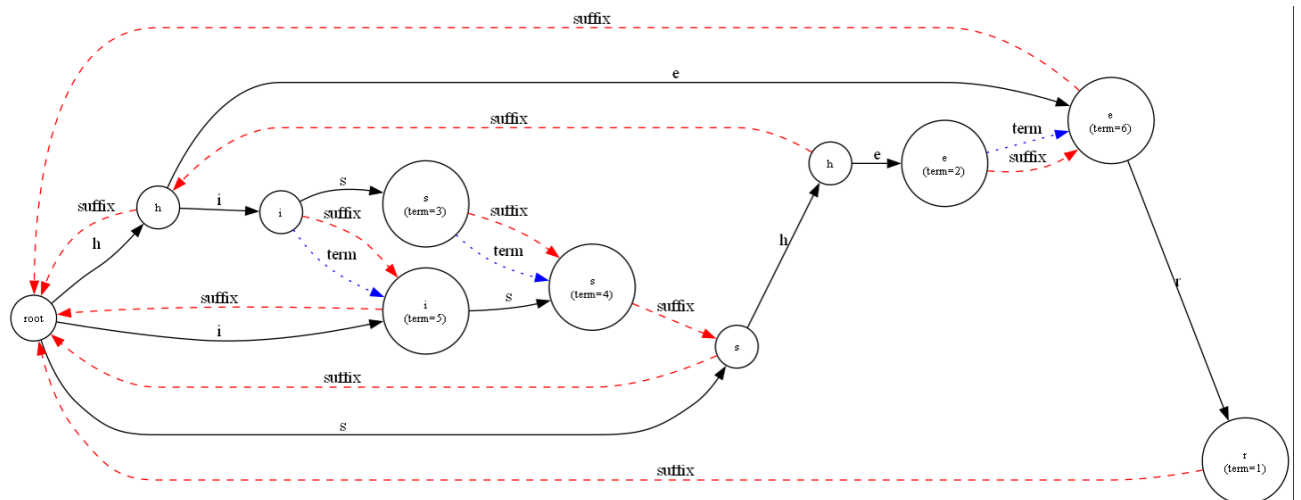 suffix
e
suffix
h
e
(term=2)
term
suffix
e
(term=6)
e
suffix
h
h
i
i
s
suffix
term
s
(term=3)
suffix
term
s
(term=4)
h
root
suffix
i
i
(term=5)
s
suffix
s
suffix
s
r
suffix
r
(term=1)